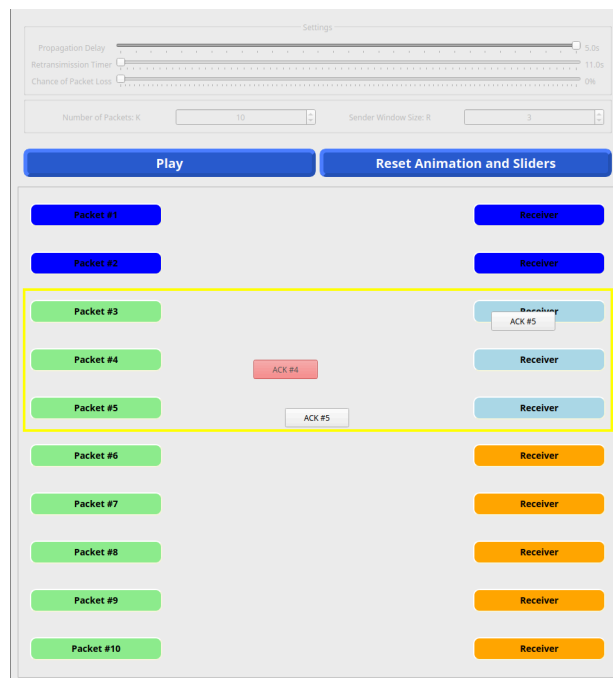 Settings
Propagation Delay 5.0s
Retransimission Timer 11.0s
Chance of Packet Loss 0%
Number of Packets: K 10 Sender Window Size: R 3
Play Reset Animation and Sliders
Packet #1 Receiver
Packet #2 Receiver
Packet #3 Receiver
ACK #5
Packet #4 Receiver
ACK #4
Packet #5 Receiver
ACK #5
Packet #6 Receiver
Packet #7 Receiver
Packet #8 Receiver
Packet #9 Receiver
Packet #10 Receiver